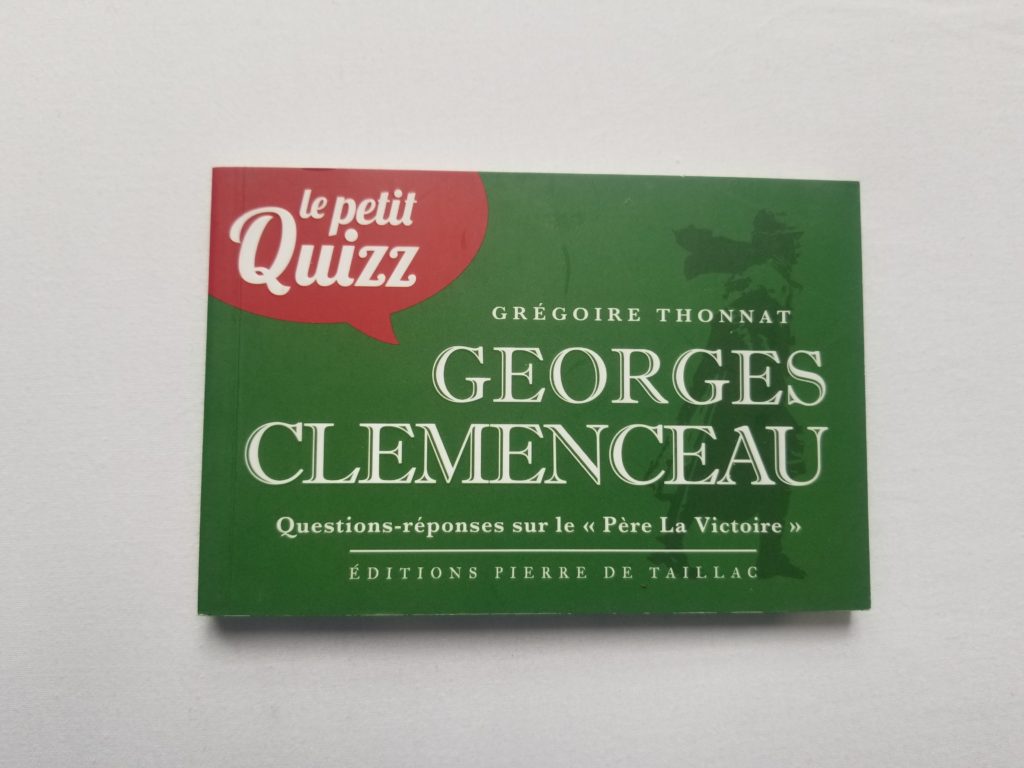 le petit
Quizz
GRÉGOIRE THONNAT
GEORGES
CLEMENCEAU
Questions-réponses sur le « Père La Victoire »
ÉDITIONS PIERRE DE TAILLAC